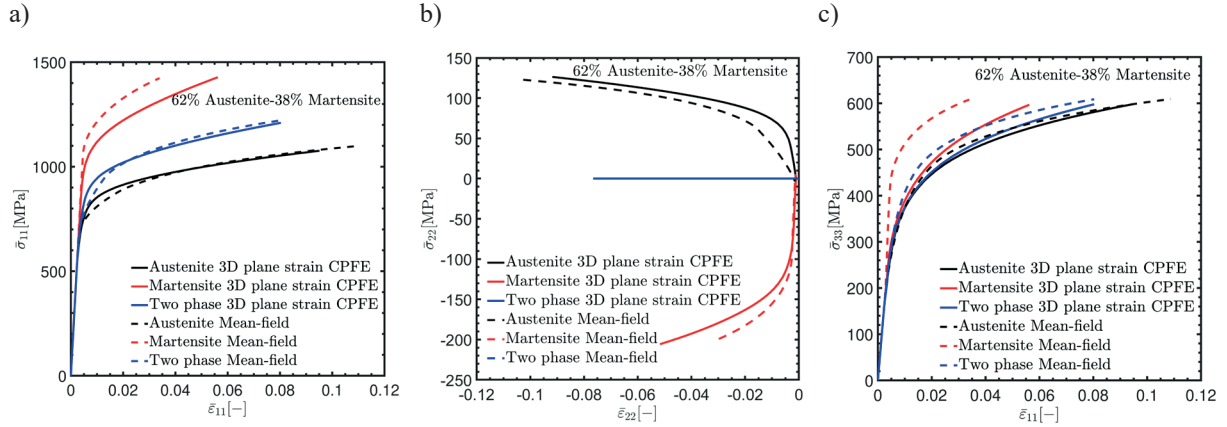 a)
1500
1000
500
0
0
0.02
0.04
0.06
0.08
0.1
0.12
σ̄₁₁[MPa]
ε̄₁₁[−]
62% Austenite-38% Martensite.
Austenite 3D plane strain CPFE
Martensite 3D plane strain CPFE
Two phase 3D plane strain CPFE
Austenite Mean-field
Martensite Mean-field
Two phase Mean-field
b)
150
100
50
0
-50
-100
-150
-200
-250
-0.12
-0.1
-0.08
-0.06
-0.04
-0.02
0
σ̄₂₂[MPa]
ε̄₂₂[−]
62% Austenite-38% Martensite
Austenite 3D plane strain CPFE
Martensite 3D plane strain CPFE
Two phase 3D plane strain CPFE
Austenite Mean-field
Martensite Mean-field
Two phase Mean-field
c)
700
600
500
400
300
200
100
0
0
0.02
0.04
0.06
0.08
0.1
0.12
σ̄₃₃[MPa]
ε̄₁₁[−]
62% Austenite-38% Martensite
Austenite 3D plane strain CPFE
Martensite 3D plane strain CPFE
Two phase 3D plane strain CPFE
Austenite Mean-field
Martensite Mean-field
Two phase Mean-field